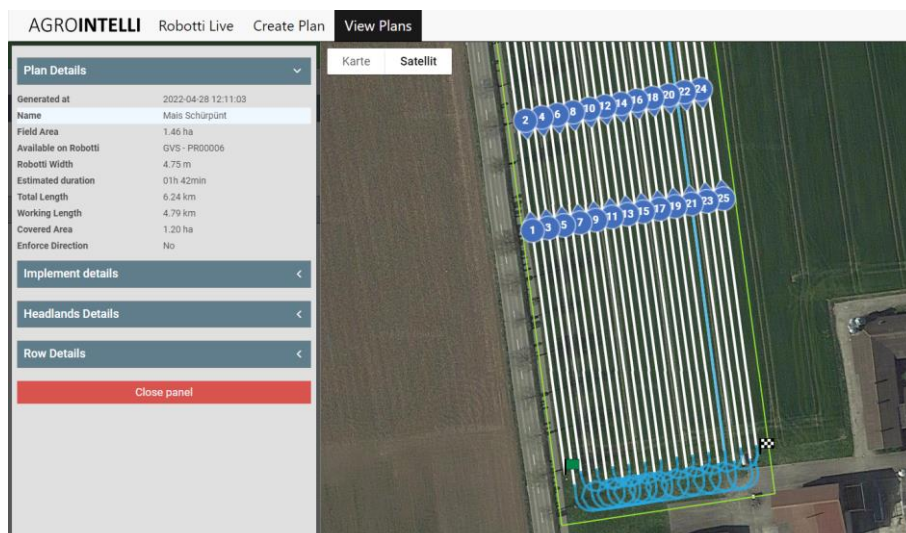 AGROINTELLI Robotti Live Create Plan View Plans
Plan Details
Generated at 2022-04-28 12:11:03
Name Mais Schürpünt
Field Area 1.46 ha
Available on Robotti GVS - PR00006
Robotti Width 4.75 m
Estimated duration 01h 42min
Total Length 6.24 km
Working Length 4.79 km
Covered Area 1.20 ha
Enforce Direction No
Implement details
Headlands Details
Row Details
Close panel
Karte Satellit
2 4 6 8 10 12 14 16 18 20 22 24
1 3 5 7 9 11 13 15 17 19 21 23 25